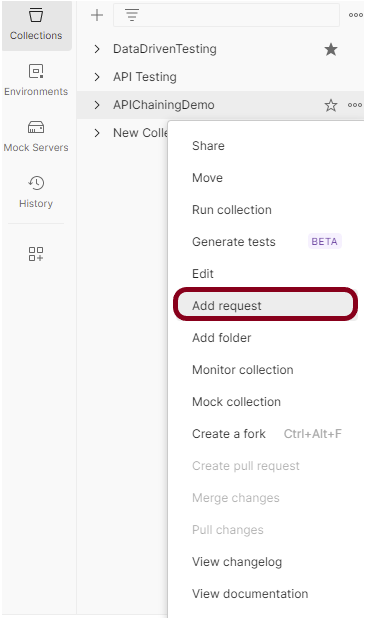 Collections
Environments
Mock Servers
History
DataDrivenTesting
API Testing
APIChainingDemo
New Colle
Share
Move
Run collection
Generate tests BETA
Edit
Add request
Add folder
Monitor collection
Mock collection
Create a fork Ctrl+Alt+F
Create pull request
Merge changes
Pull changes
View changelog
View documentation